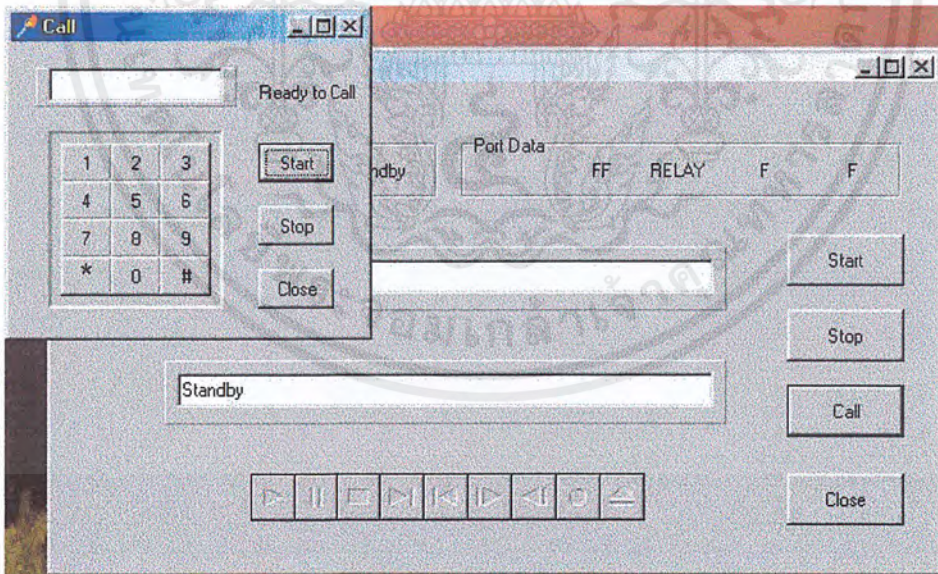 Call
Ready to Call
1 2 3
4 5 6
7 8 9
* 0 #
Start
Stop
Close
ndby
Port Data
FF RELAY F F
Standby
Start
Stop
Call
Close